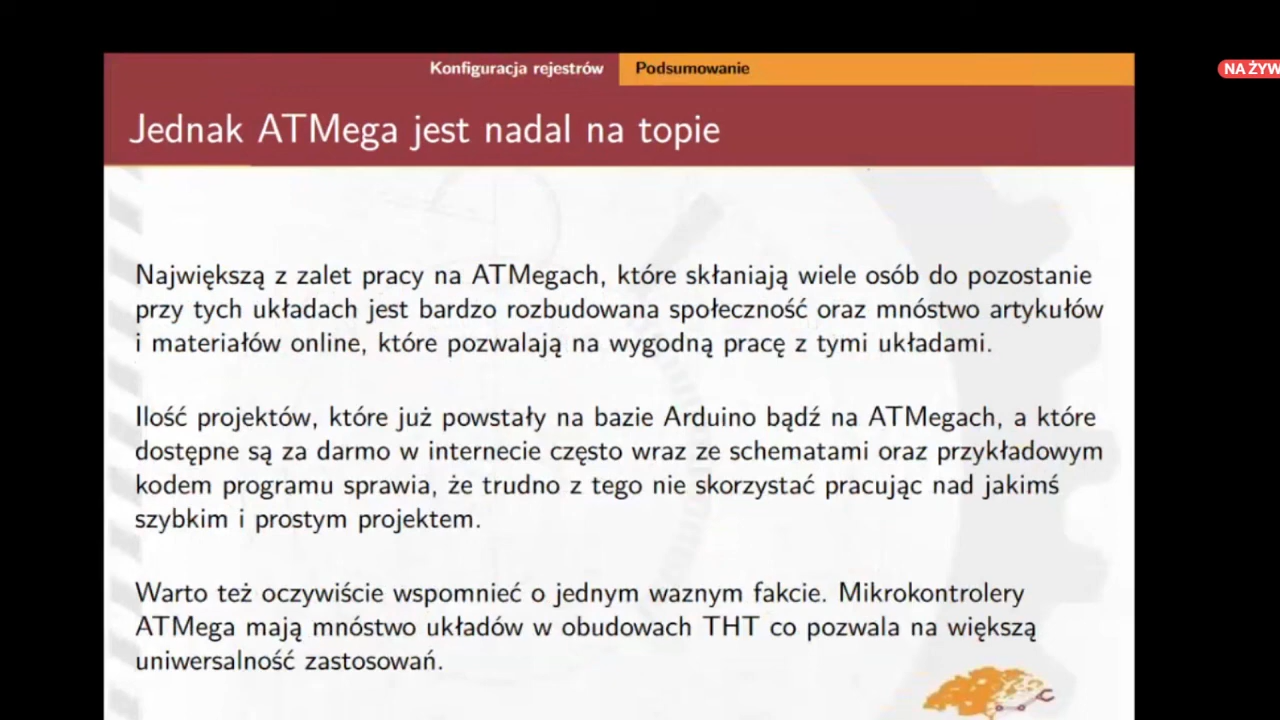 Konfiguracja rejestrów
Podsumowanie
NA ŻYW
Jednak ATMega jest nadal na topie
Największą z zalet pracy na ATMegach, które skłaniają wiele osób do pozostanie
przy tych układach jest bardzo rozbudowana społeczność oraz mnóstwo artykułów
i materiałów online, które pozwalają na wygodną pracę z tymi układami.
Ilość projektów, które już powstały na bazie Arduino bądź na ATMegach, a które
dostępne są za darmo w internecie często wraz ze schematami oraz przykładowym
kodem programu sprawia, że trudno z tego nie skorzystać pracując nad jakimś
szybkim i prostym projektem.
Warto też oczywiście wspomnieć o jednym waznym fakcie. Mikrokontrolery
ATMega mają mnóstwo układów w obudowach THT co pozwala na większą
uniwersalność zastosowań.